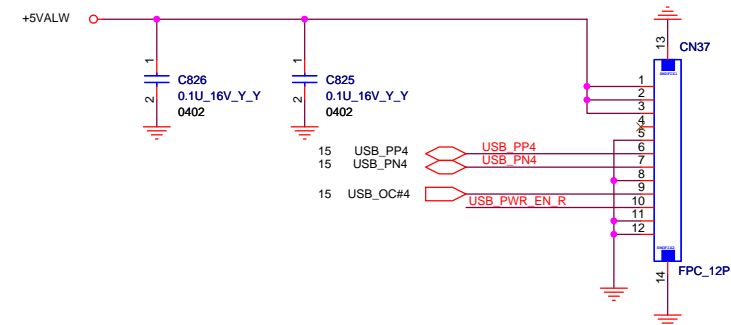 +5VALW
13
CN37
1
C826
0.1U_16V_Y_Y
0402
2
1
C825
0.1U_16V_Y_Y
0402
2
1
2
3
4
5
15 USB_PP4 USB_PP4 6
15 USB_PN4 USB_PN4 7
8
15 USB_OC#4 9
USB_PWR_EN_R 10
11
12
14
FPC_12P